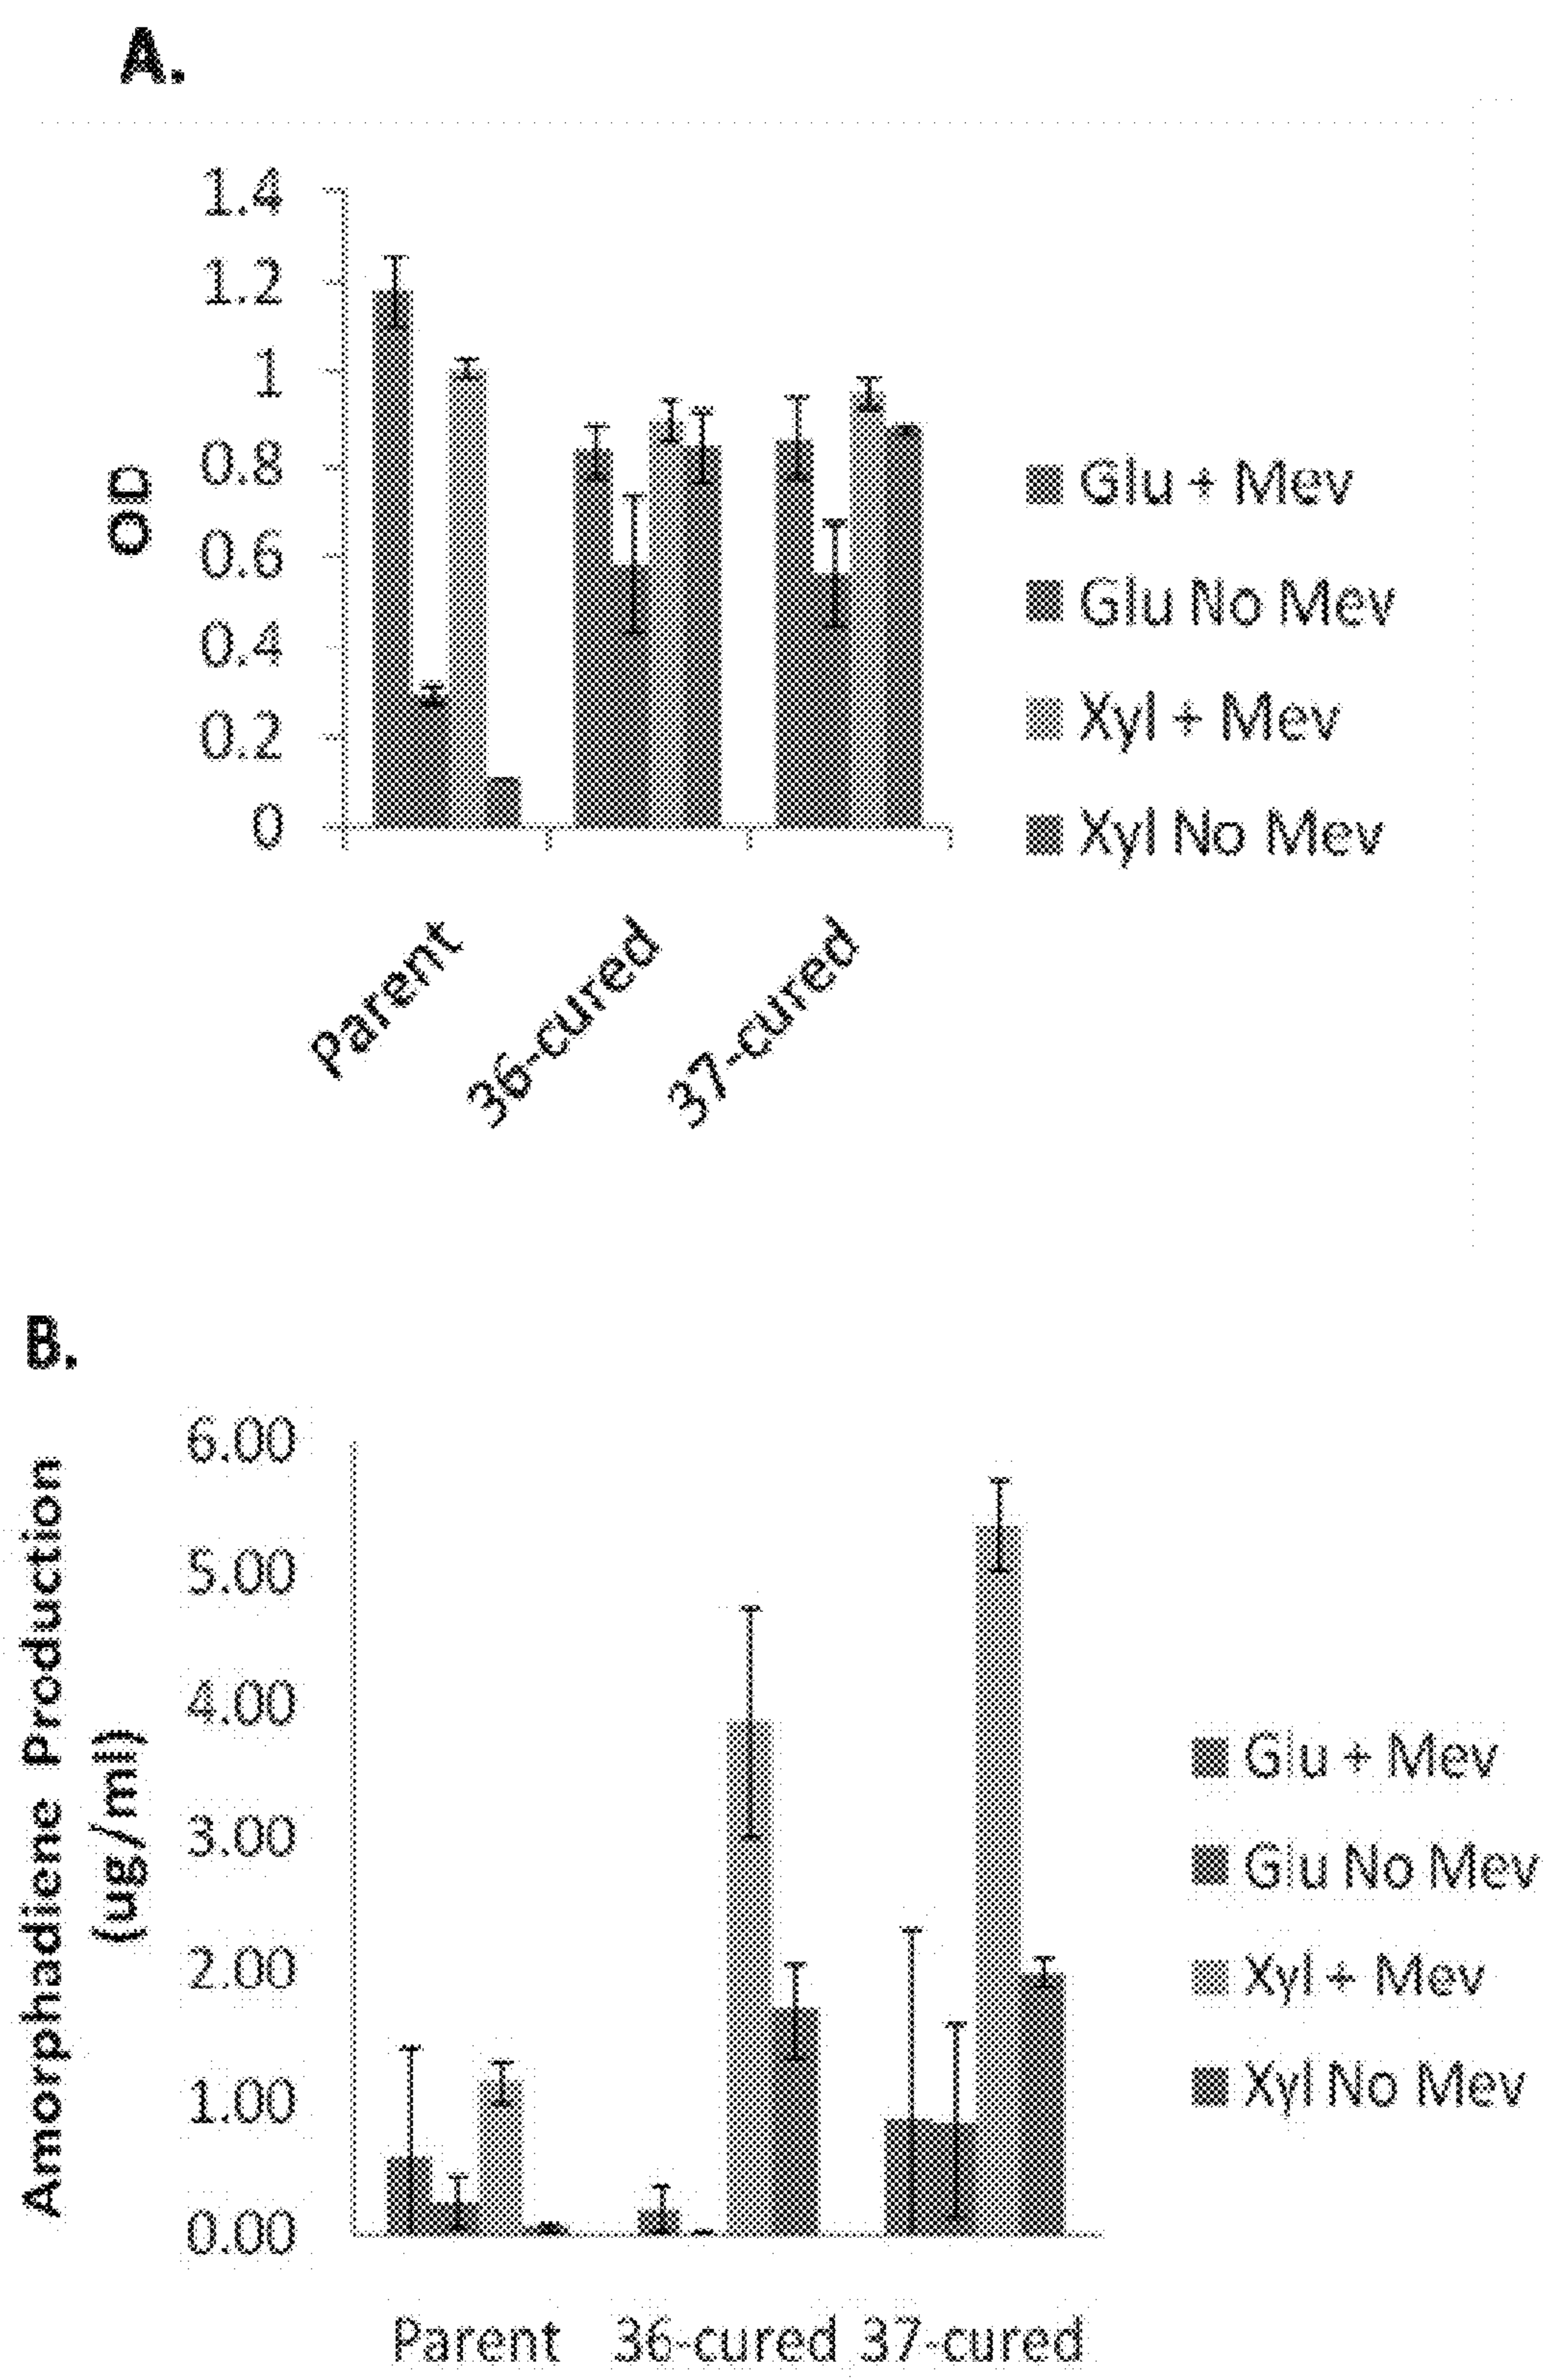 A.
1.4
1.2
1
0.8
0.6
0.4
0.2
0
OD
Parent
36-cured
37-cured
Glu + Mev
Glu No Mev
Xyl + Mev
Xyl No Mev
B.
Amorphadiene Production
(ug/ml)
6.00
5.00
4.00
3.00
2.00
1.00
0.00
Parent
36-cured
37-cured
Glu + Mev
Glu No Mev
Xyl + Mev
Xyl No Mev